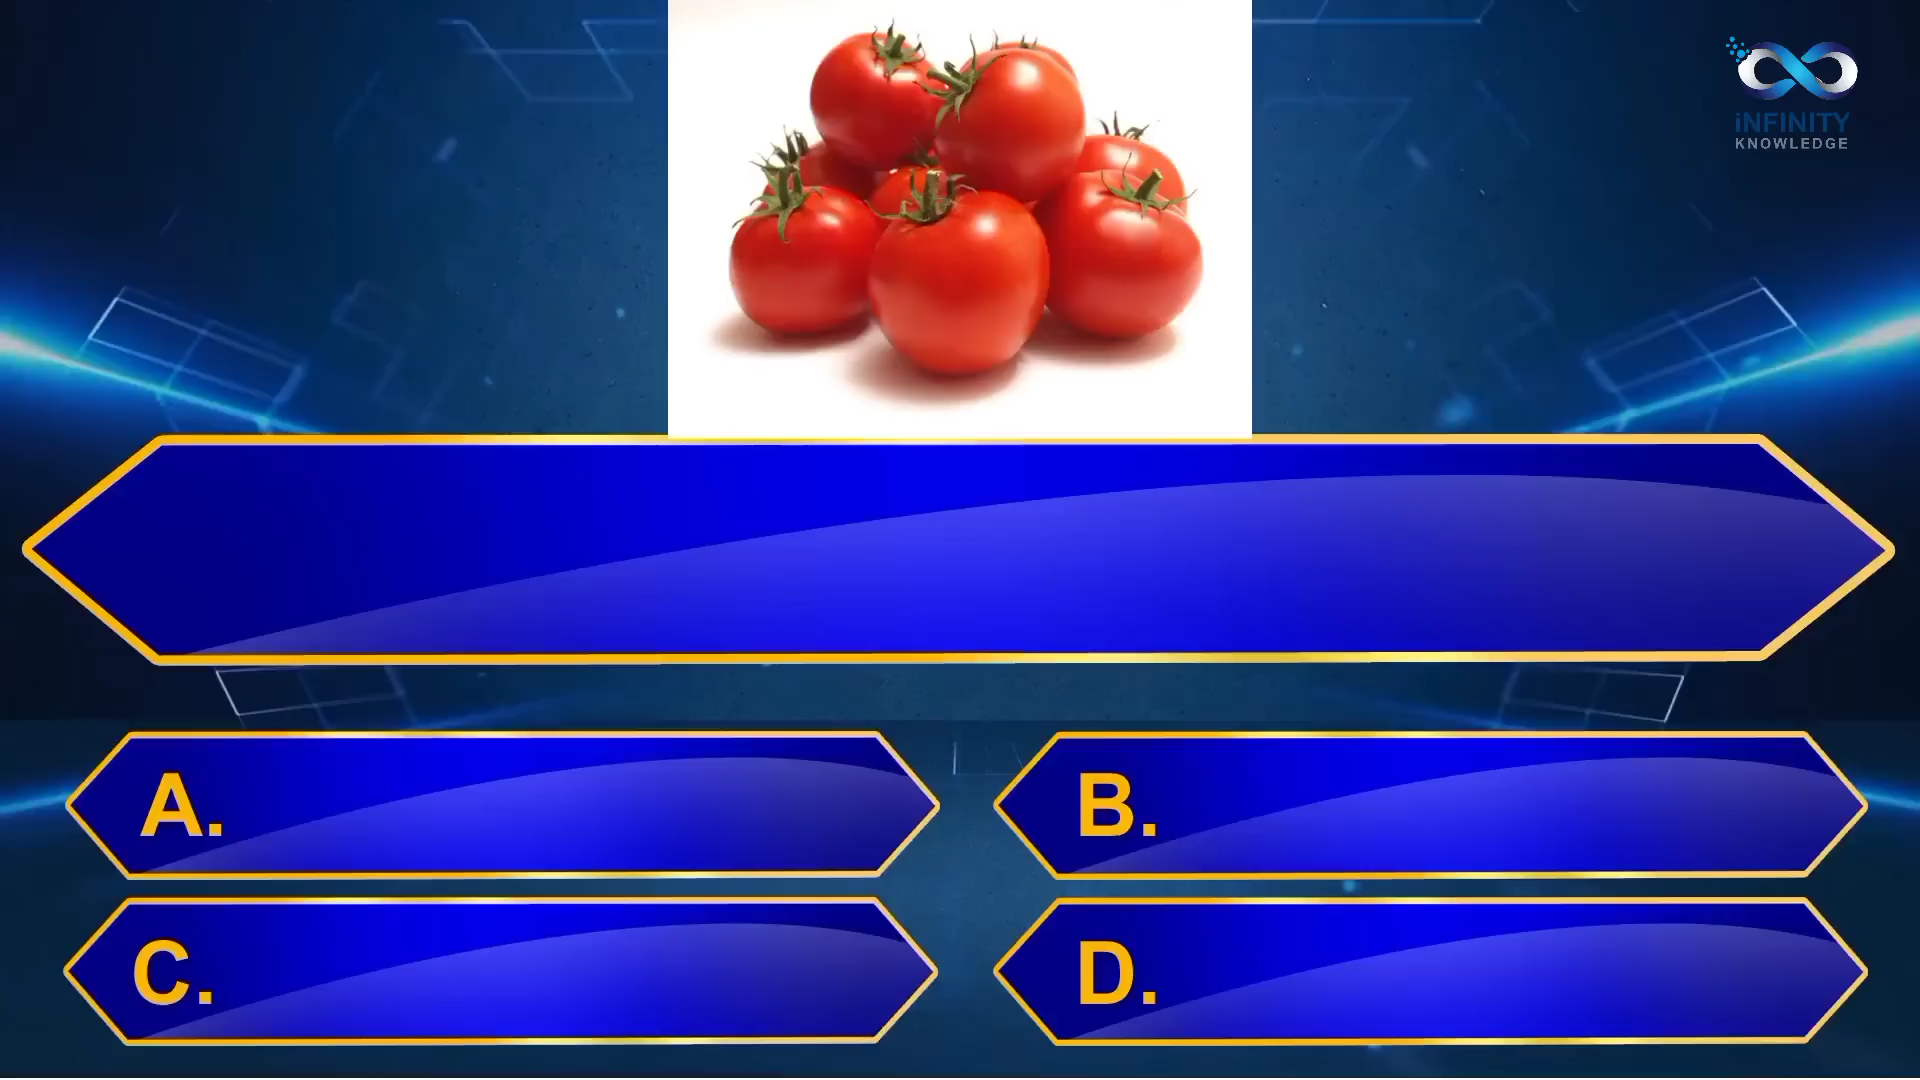 iNFINITY
KNOWLEDGE
A.
B.
C.
D.